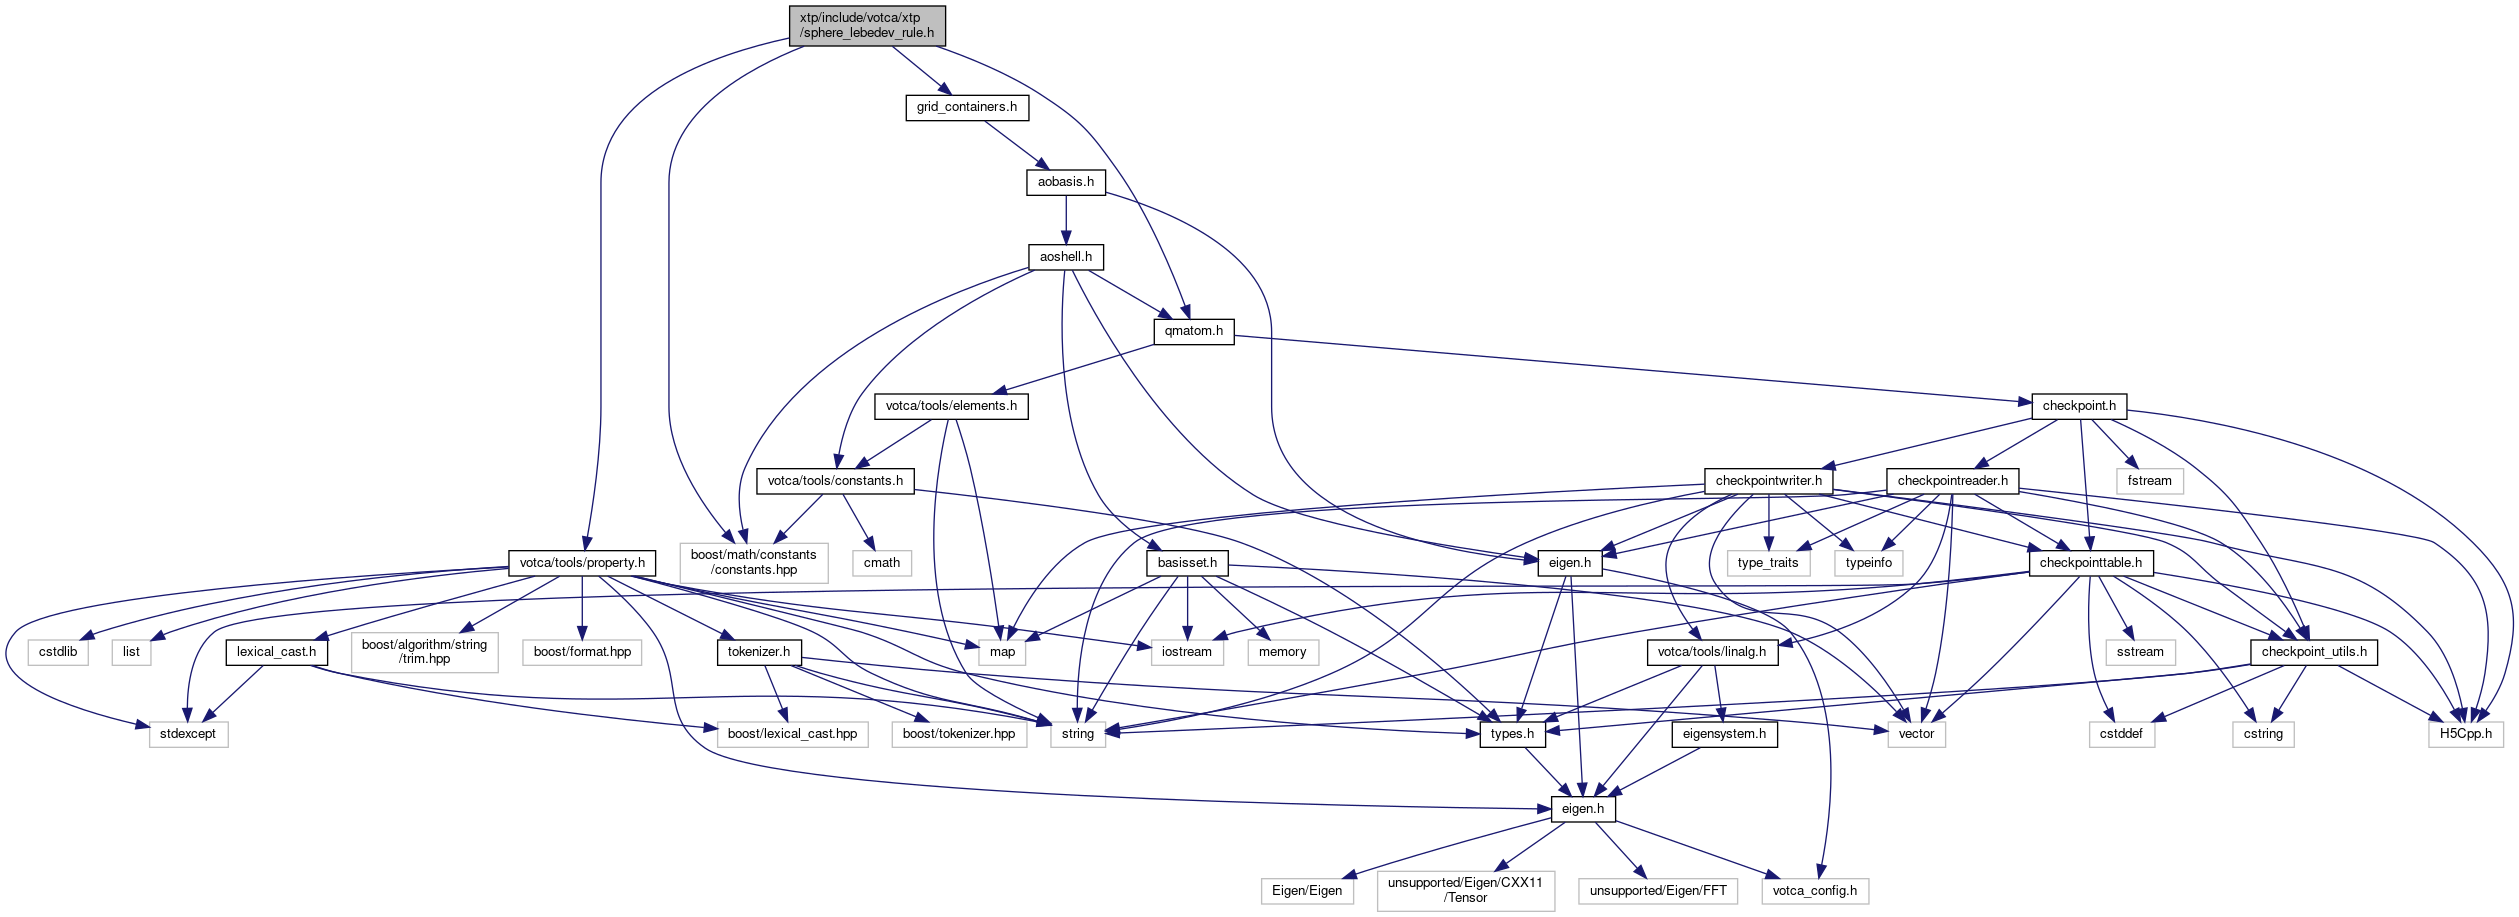 xtp/include/votca/xtp
/sphere_lebedev_rule.h
grid_containers.h
aobasis.h
aoshell.h
qmatom.h
votca/tools/elements.h
checkpoint.h
votca/tools/constants.h
checkpointwriter.h
checkpointreader.h
fstream
votca/tools/property.h
boost/math/constants
/constants.hpp
cmath
basisset.h
eigen.h
type_traits
typeinfo
checkpointtable.h
cstdlib
list
lexical_cast.h
boost/algorithm/string
/trim.hpp
boost/format.hpp
tokenizer.h
map
iostream
memory
votca/tools/linalg.h
sstream
checkpoint_utils.h
stdexcept
boost/lexical_cast.hpp
boost/tokenizer.hpp
string
types.h
eigensystem.h
vector
cstddef
cstring
H5Cpp.h
eigen.h
Eigen/Eigen
unsupported/Eigen/CXX11
/Tensor
unsupported/Eigen/FFT
votca_config.h